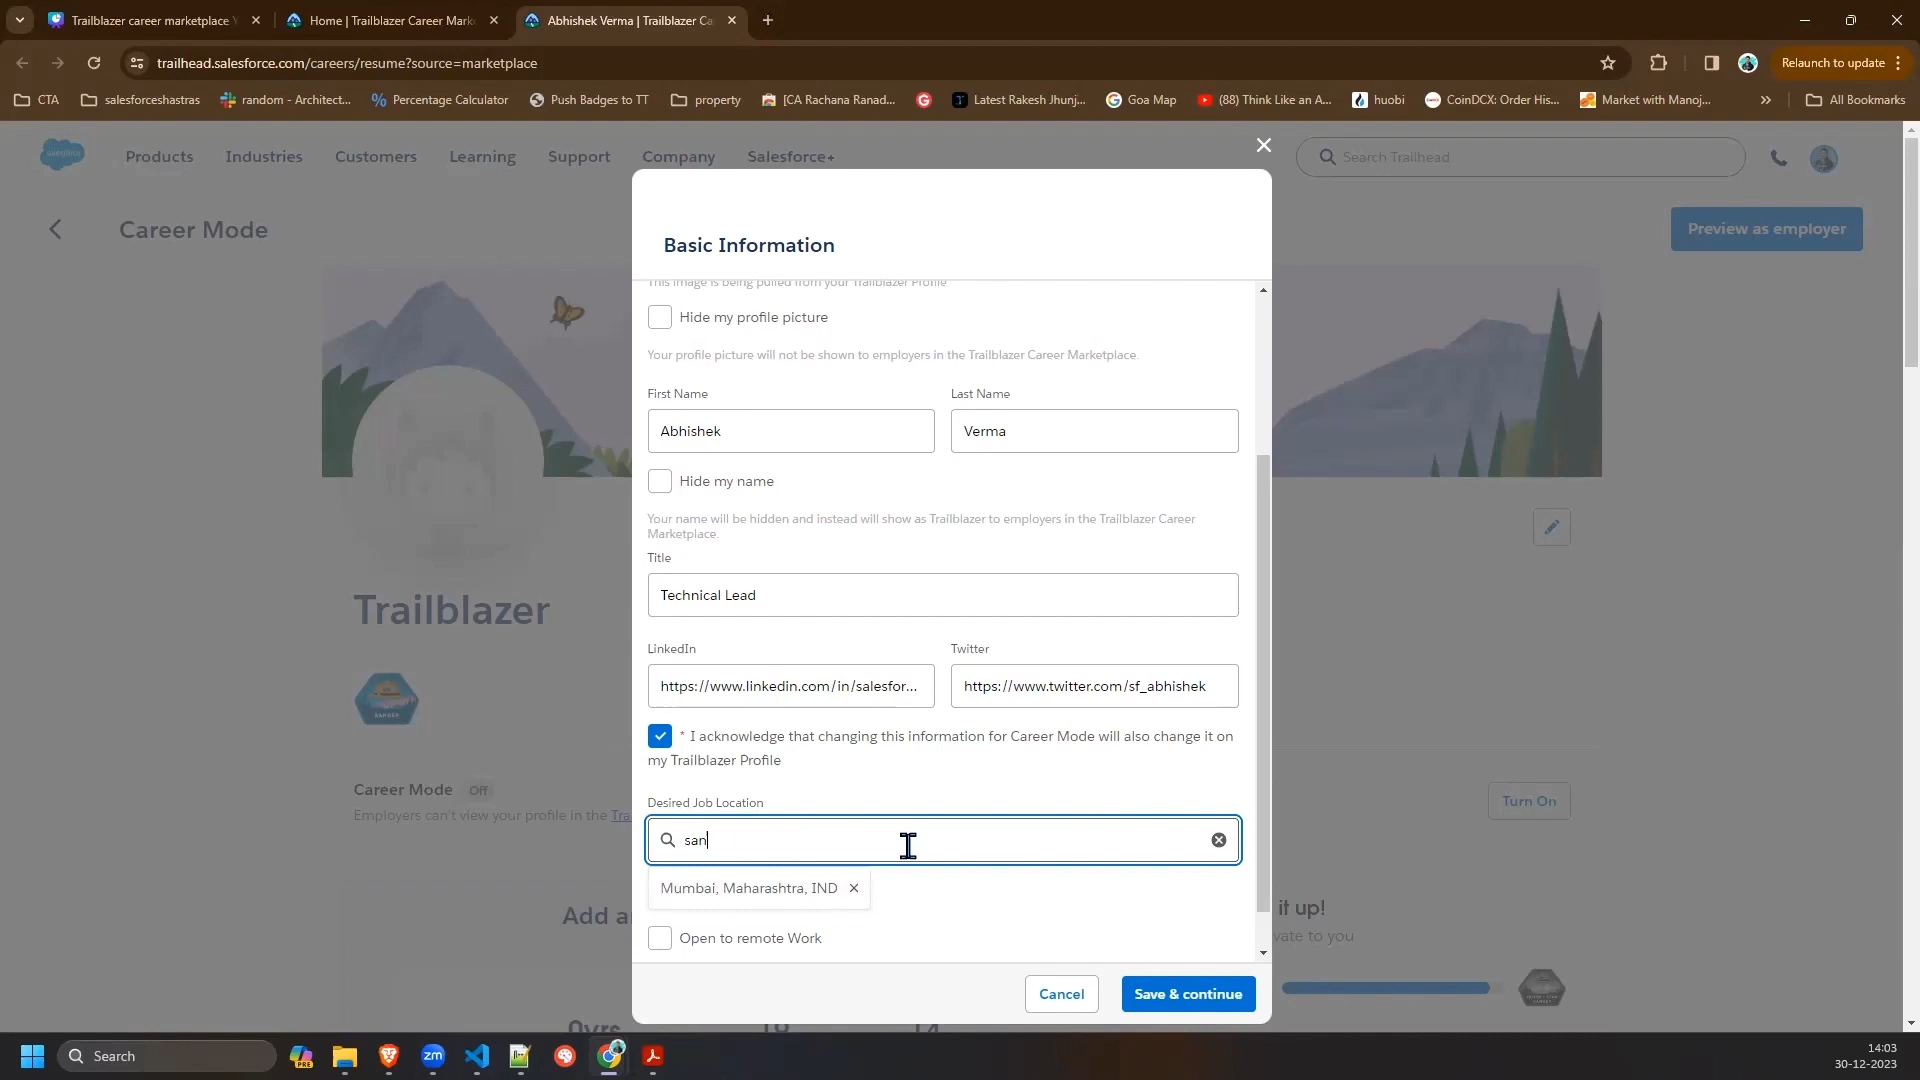 Trailblazer career marketplace
Home | Trailblazer Career Mark
Abhishek Verma | Trailblazer Ca
trailhead.salesforce.com/careers/resume?source=marketplace
Relaunch to update
CTA
salesforceshastras
random - Architect...
Percentage Calculator
Push Badges to TT
property
[CA Rachana Ranad...
Latest Rakesh Jhunj...
Goa Map
(88) Think Like an A...
huobi
CoinDCX: Order His...
Market with Manoj...
All Bookmarks
salesforce
Products
Industries
Customers
Learning
Support
Company
Salesforce+
Search Trailhead
Career Mode
Preview as employer
Basic Information
This image is being pulled from your Trailblazer Profile
Hide my profile picture
Your profile picture will not be shown to employers in the Trailblazer Career Marketplace.
First Name
Last Name
Abhishek
Verma
Hide my name
Your name will be hidden and instead will show as Trailblazer to employers in the Trailblazer Career
Marketplace.
Title
Technical Lead
Trailblazer
RANGER
LinkedIn
Twitter
https://www.linkedin.com/in/salesfor...
https://www.twitter.com/sf_abhishek
* I acknowledge that changing this information for Career Mode will also change it on
my Trailblazer Profile
Career Mode Off
Employers can't view your profile in the Tra
Turn On
Desired Job Location
san
Mumbai, Maharashtra, IND
Add a
it up!
vate to you
Open to remote Work
Cancel
Save & continue
0yrs
Search
PRE
zm
14:03
30-12-2023